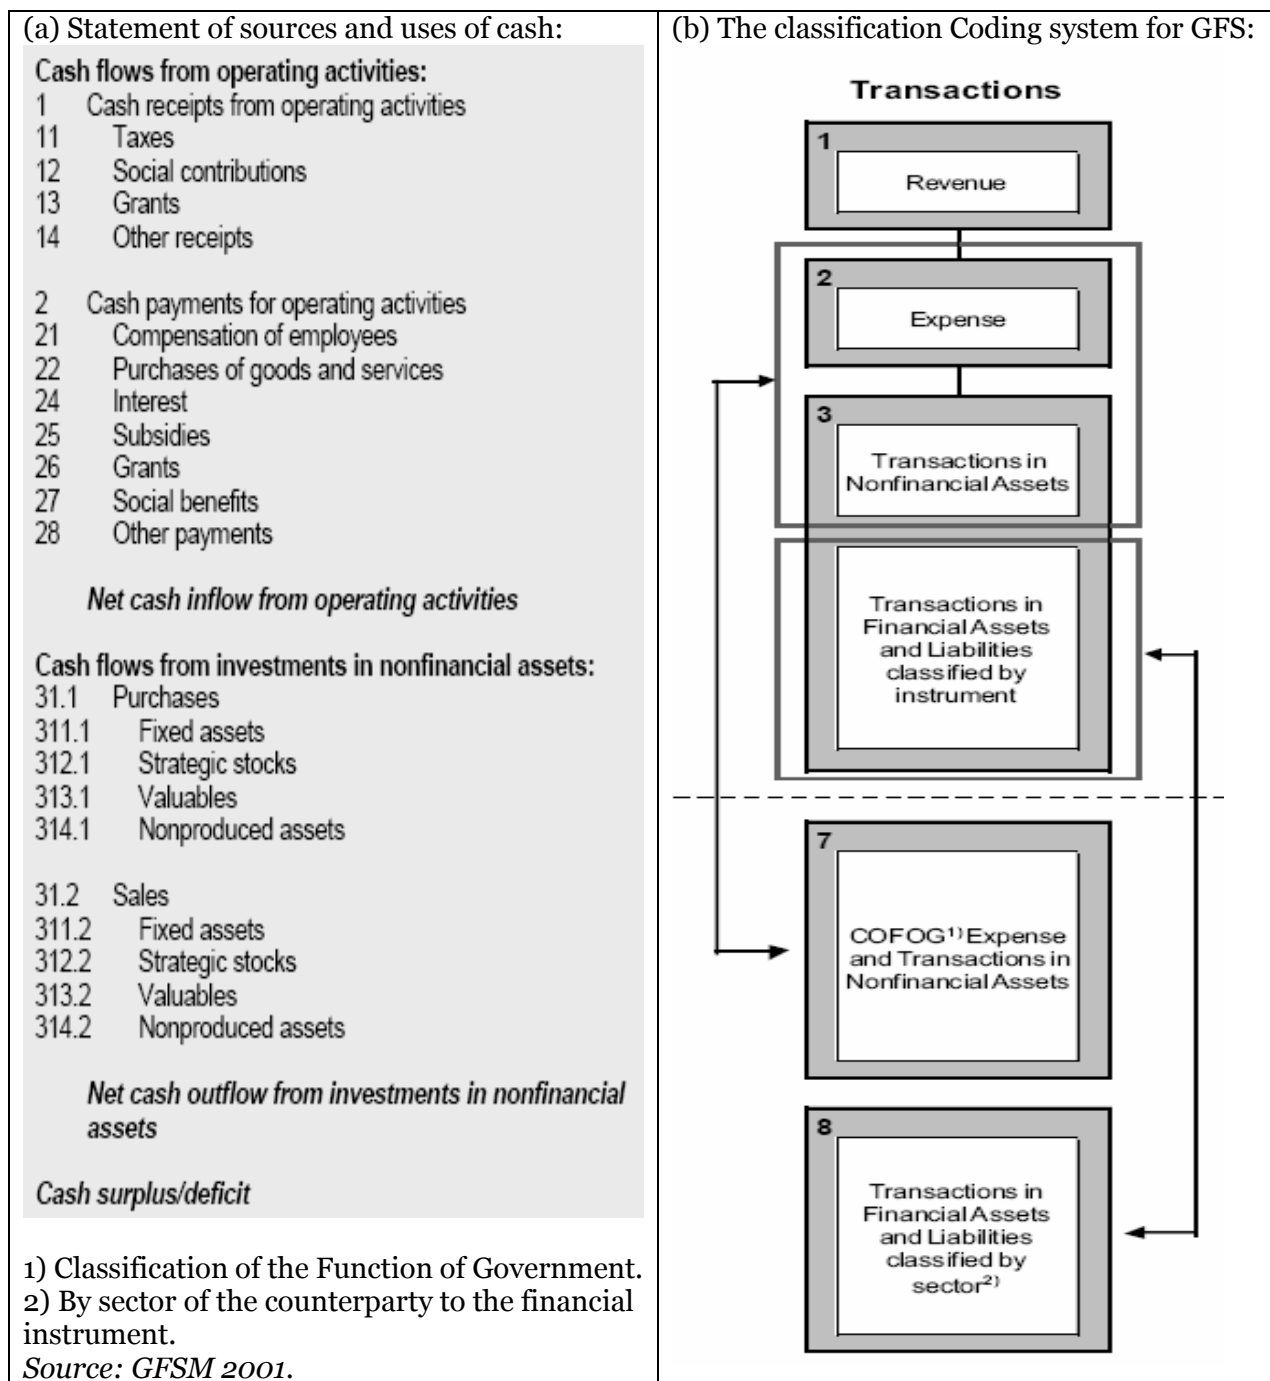 (a) Statement of sources and uses of cash:
Cash flows from operating activities:
1 Cash receipts from operating activities
11 Taxes
12 Social contributions
13 Grants
14 Other receipts
2 Cash payments for operating activities
21 Compensation of employees
22 Purchases of goods and services
24 Interest
25 Subsidies
26 Grants
27 Social benefits
28 Other payments
Net cash inflow from operating activities
Cash flows from investments in nonfinancial assets:
31.1 Purchases
311.1 Fixed assets
312.1 Strategic stocks
313.1 Valuables
314.1 Nonproduced assets
31.2 Sales
311.2 Fixed assets
312.2 Strategic stocks
313.2 Valuables
314.2 Nonproduced assets
Net cash outflow from investments in nonfinancial
assets
Cash surplus/deficit
1) Classification of the Function of Government.
2) By sector of the counterparty to the financial
instrument.
Source: GFSM 2001.
(b) The classification Coding system for GFS:
Transactions
1
Revenue
2
Expense
3
Transactions in
Nonfinancial Assets
Transactions in
Financial Assets
and Liabilities
classified by
instrument
7
COFOG1) Expense
and Transactions in
Nonfinancial Assets
8
Transactions in
Financial Assets
and Liabilities
classified by
sector2)